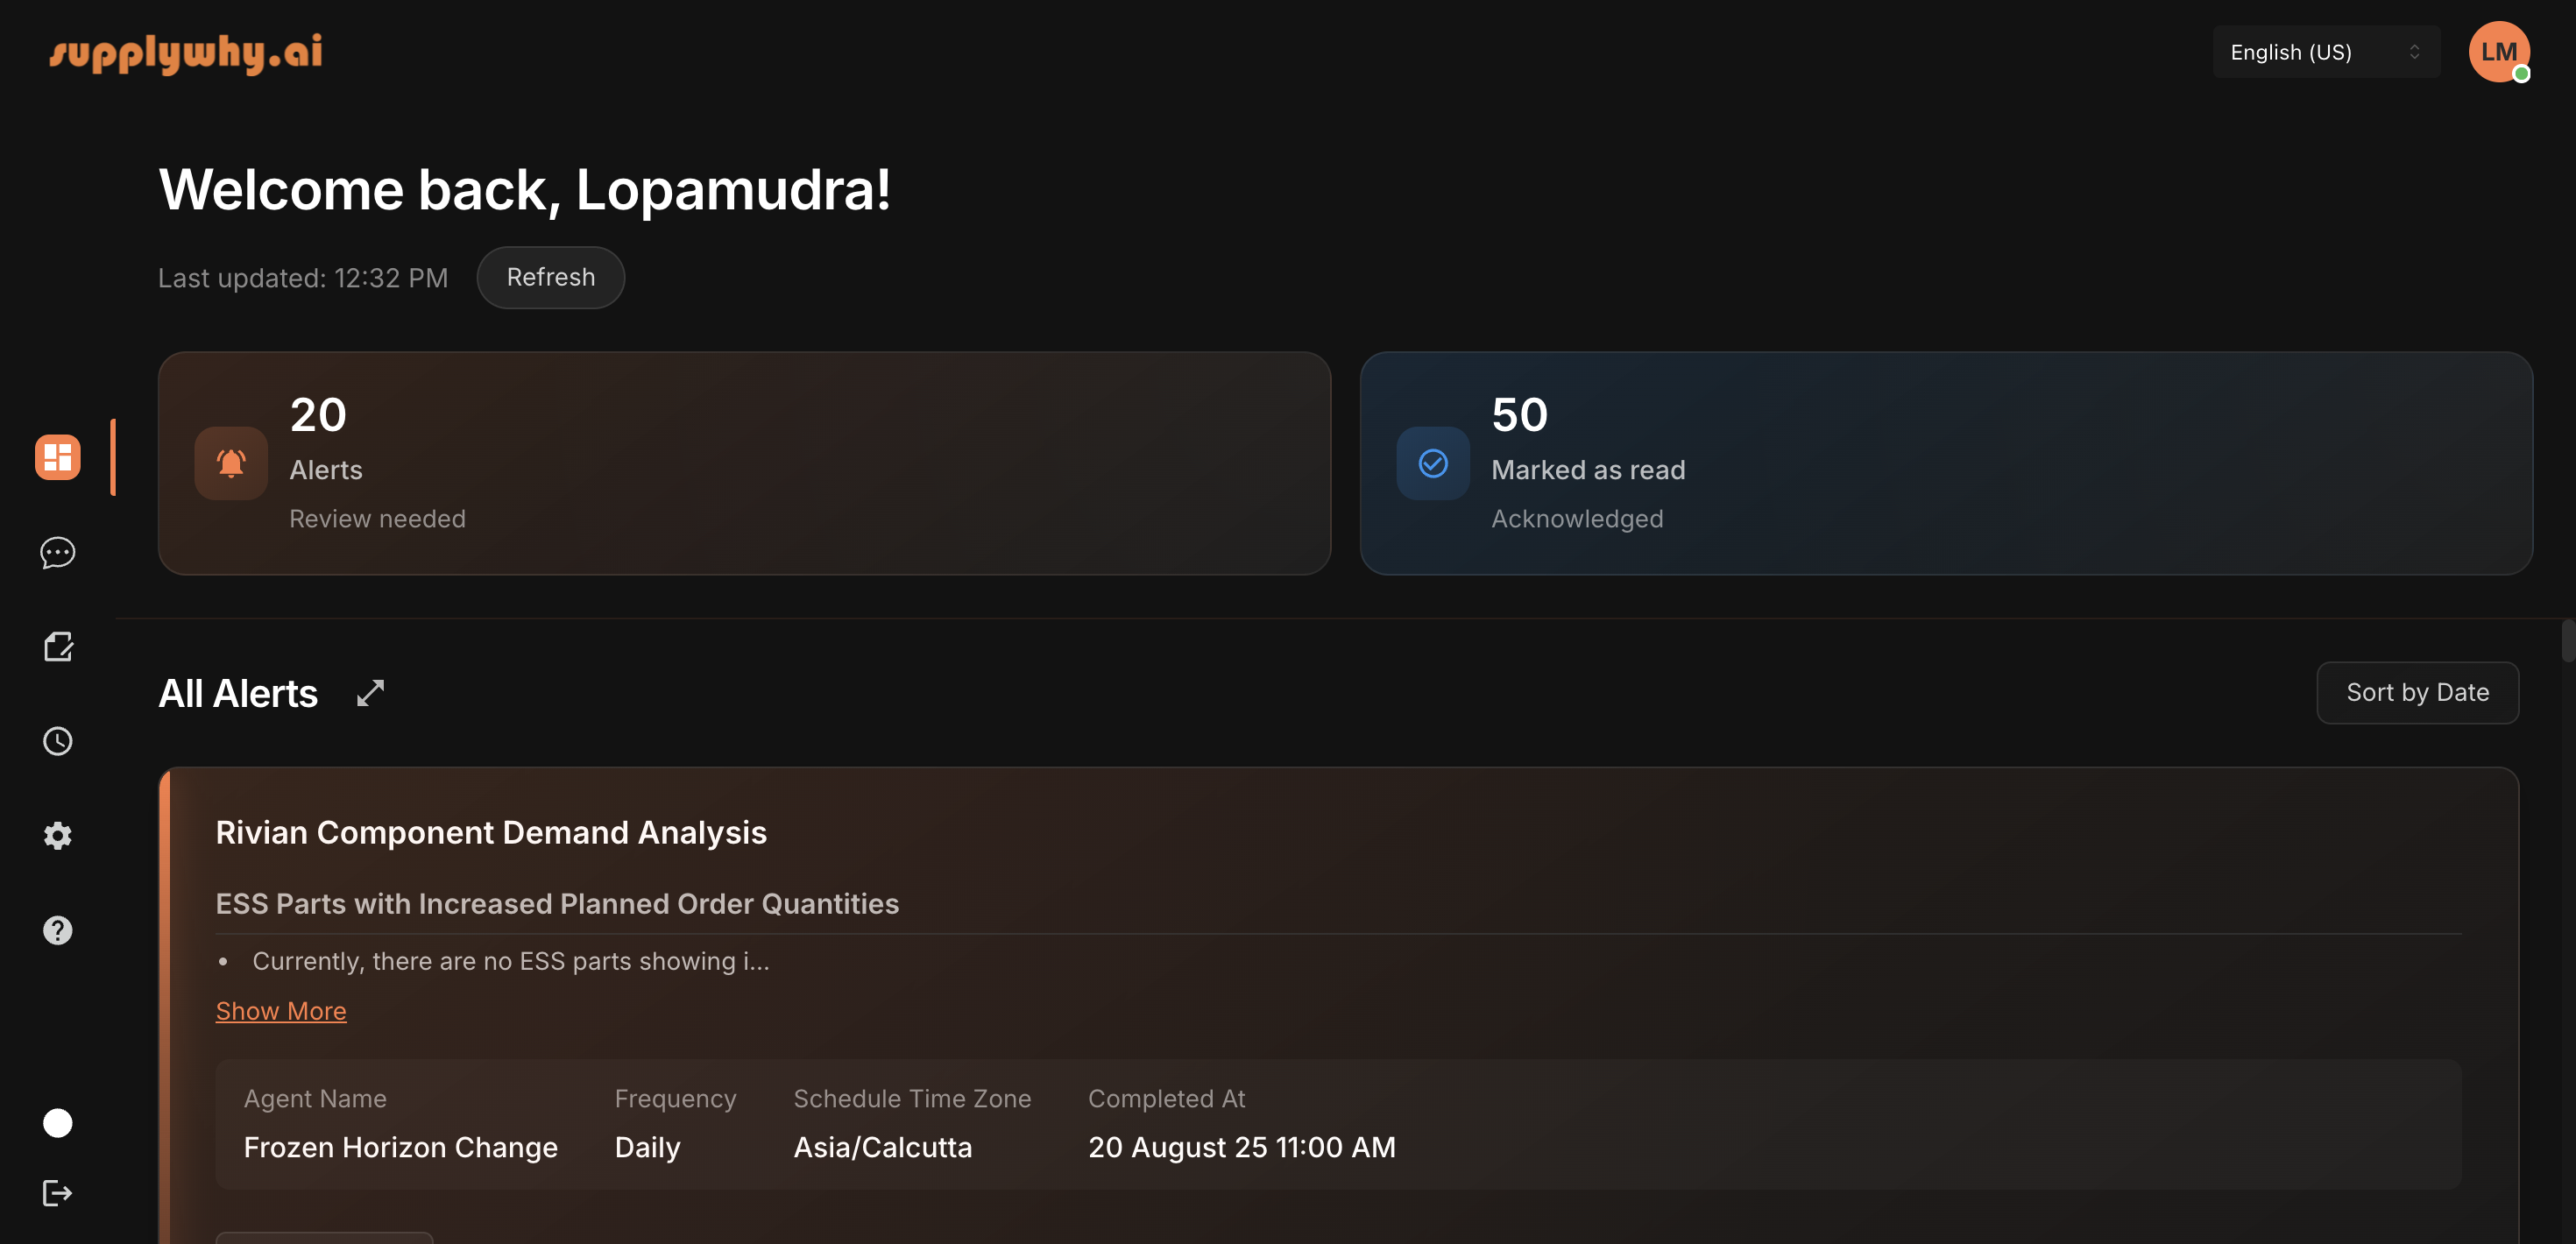 supplywhy.ai
English (US)
LM
Welcome back, Lopamudra!
Last updated: 12:32 PM
Refresh
20
Alerts
Review needed
50
Marked as read
Acknowledged
All Alerts
Sort by Date
Rivian Component Demand Analysis
ESS Parts with Increased Planned Order Quantities
• Currently, there are no ESS parts showing i...
Show More
Agent Name
Frozen Horizon Change
Frequency
Daily
Schedule Time Zone
Asia/Calcutta
Completed At
20 August 25 11:00 AM